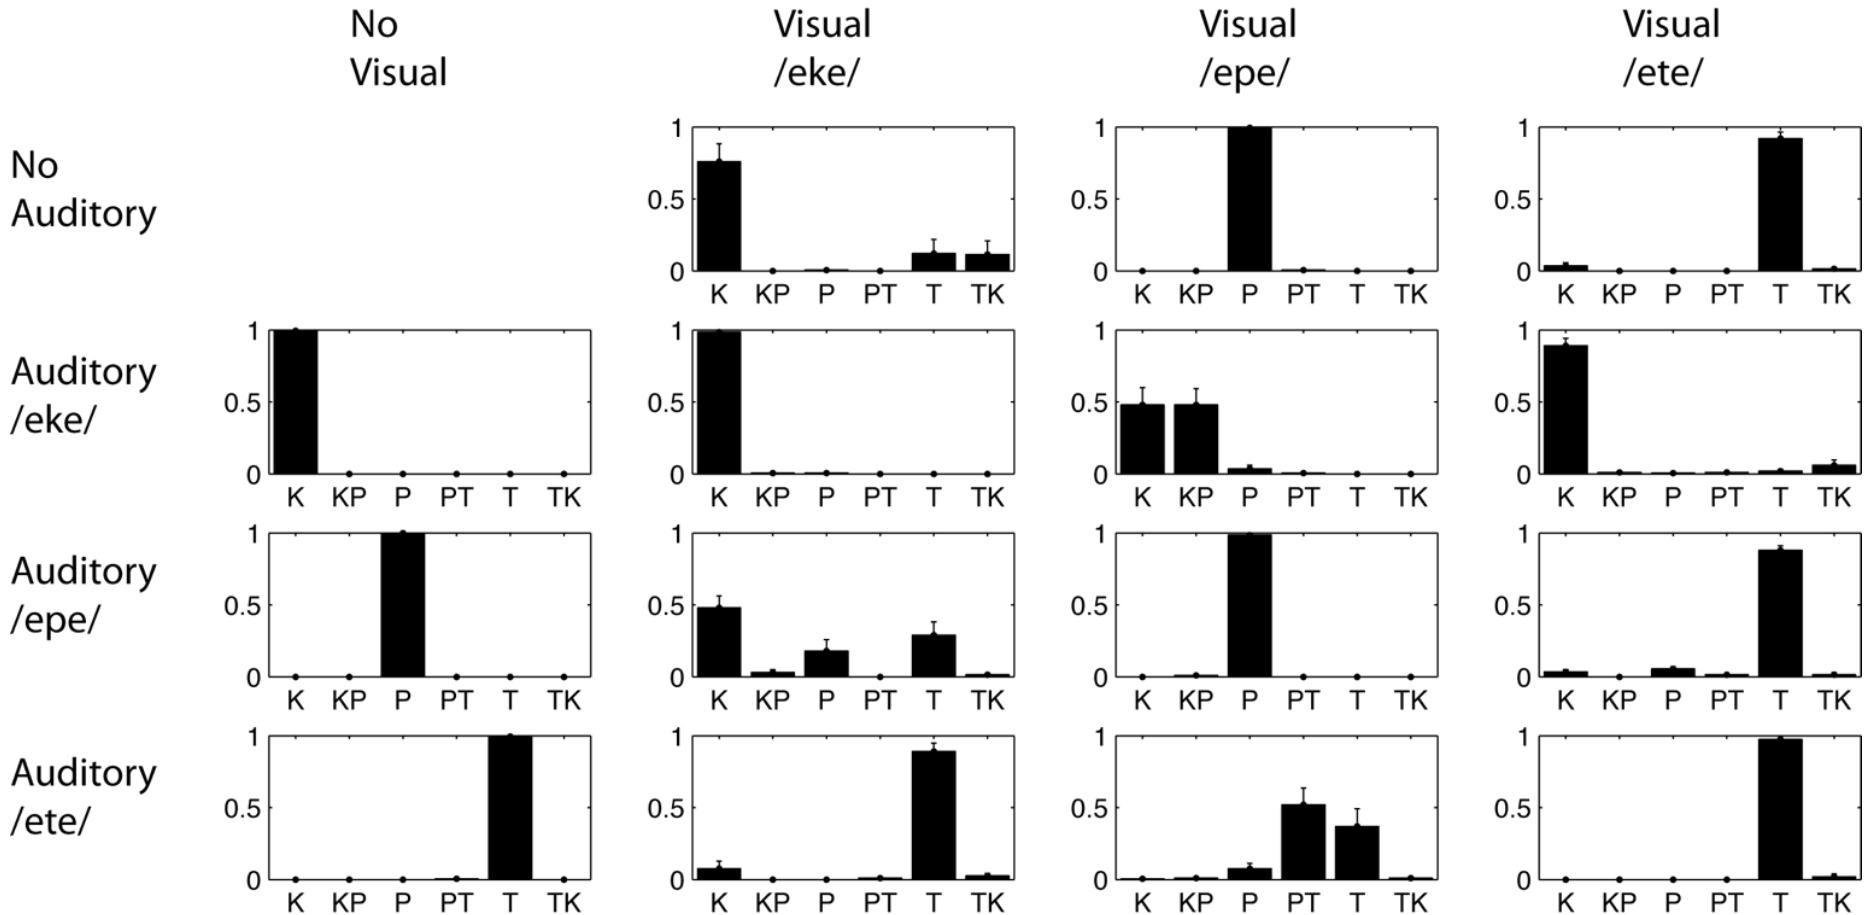 No Visual
Visual /eke/
Visual /epe/
Visual /ete/
No Auditory
1
0.5
0
K KP P PT T TK
1
0.5
0
K KP P PT T TK
1
0.5
0
K KP P PT T TK
Auditory /eke/
1
0.5
0
K KP P PT T TK
1
0.5
0
K KP P PT T TK
1
0.5
0
K KP P PT T TK
1
0.5
0
K KP P PT T TK
Auditory /epe/
1
0.5
0
K KP P PT T TK
1
0.5
0
K KP P PT T TK
1
0.5
0
K KP P PT T TK
1
0.5
0
K KP P PT T TK
Auditory /ete/
1
0.5
0
K KP P PT T TK
1
0.5
0
K KP P PT T TK
1
0.5
0
K KP P PT T TK
1
0.5
0
K KP P PT T TK